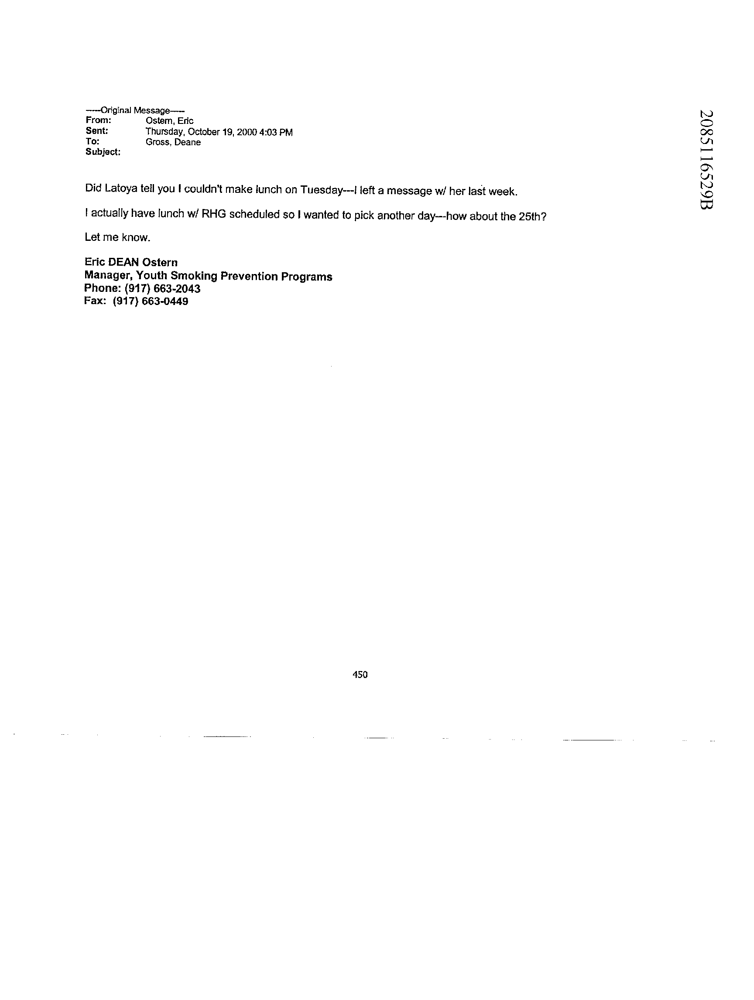 -----Original Message-----
From: Ostern, Eric
Sent: Thursday, October 19, 2000 4:03 PM
To: Gross, Deane
Subject:
Did Latoya tell you I couldn't make lunch on Tuesday---I left a message w/ her last week.
I actually have lunch w/ RHG scheduled so I wanted to pick another day---how about the 25th?
Let me know.
Eric DEAN Ostern
Manager, Youth Smoking Prevention Programs
Phone: (917) 663-2043
Fax: (917) 663-0449
2085116529B
450